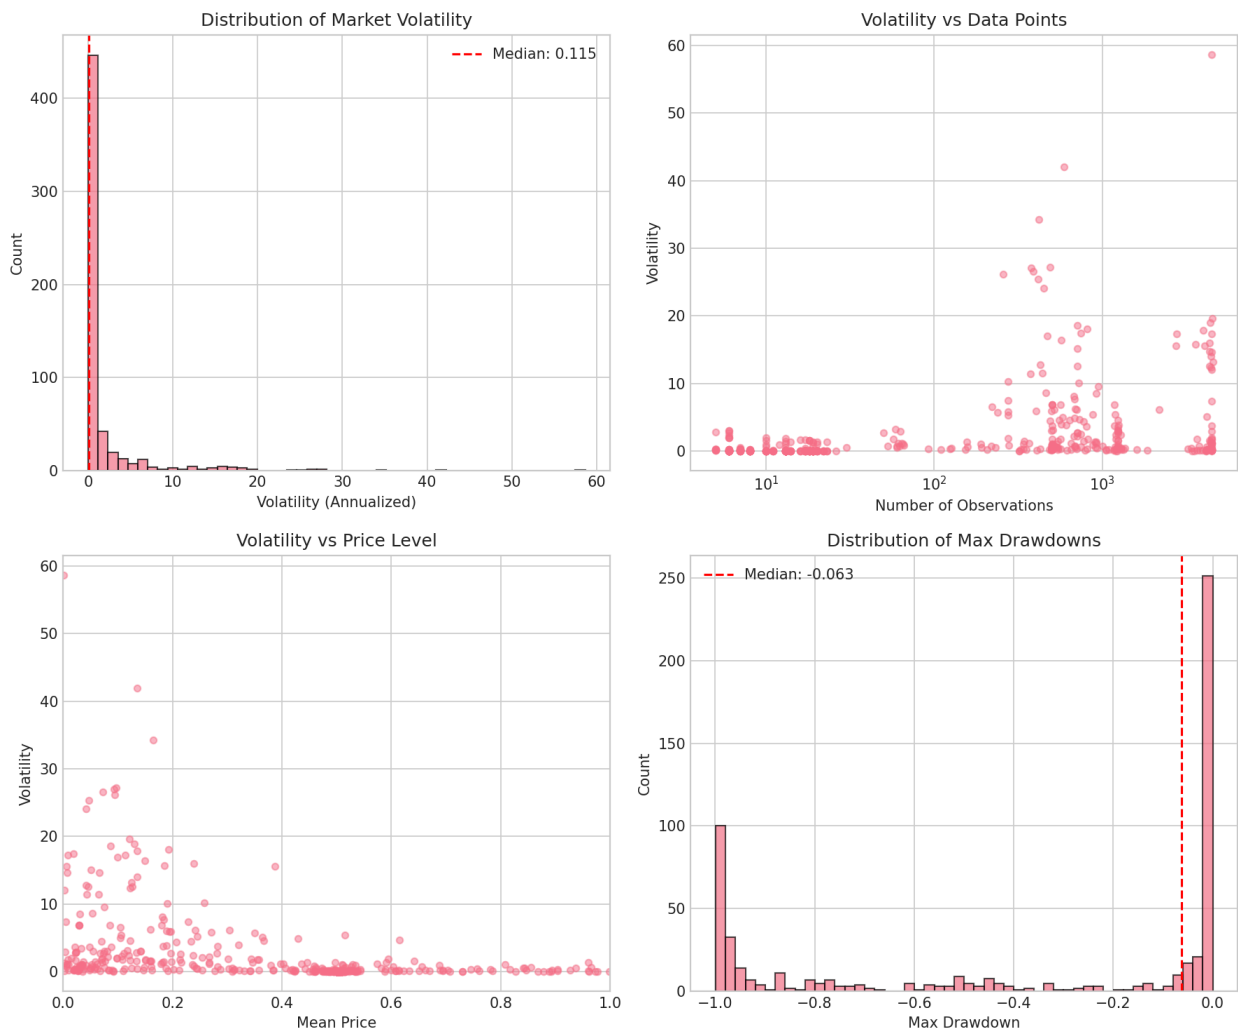 Distribution of Market Volatility
Median: 0.115
400
300
200
100
0
Count
0 10 20 30 40 50 60
Volatility (Annualized)
Volatility vs Data Points
60
50
40
30
20
10
0
Volatility
10¹ 10² 10³
Number of Observations
Volatility vs Price Level
60
50
40
30
20
10
0
Volatility
0.0 0.2 0.4 0.6 0.8 1.0
Mean Price
Distribution of Max Drawdowns
Median: -0.063
250
200
150
100
50
0
Count
−1.0 −0.8 −0.6 −0.4 −0.2 0.0
Max Drawdown